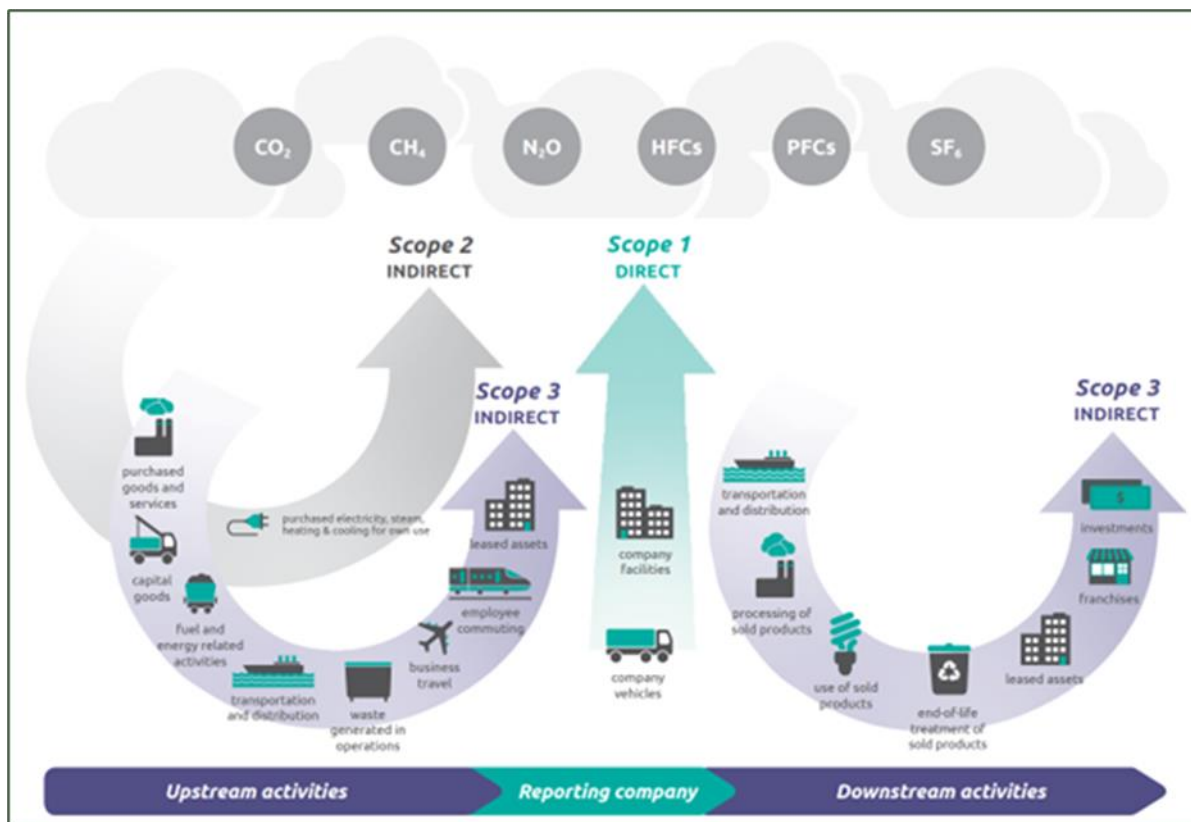 CO₂
CH₄
N₂O
HFCs
PFCs
SF₆
Scope 2
INDIRECT
Scope 1
DIRECT
Scope 3
INDIRECT
Scope 3
INDIRECT
purchased
goods and
services
capital
goods
fuel and
energy related
activities
purchased electricity, steam,
heating & cooling for own use
transportation
and distribution
waste
generated in
operations
business
travel
employee
commuting
leased assets
company
facilities
company
vehicles
transportation
and distribution
processing of
sold products
use of sold
products
end-of-life
treatment of
sold products
leased assets
franchises
$
investments
Upstream activities
Reporting company
Downstream activities